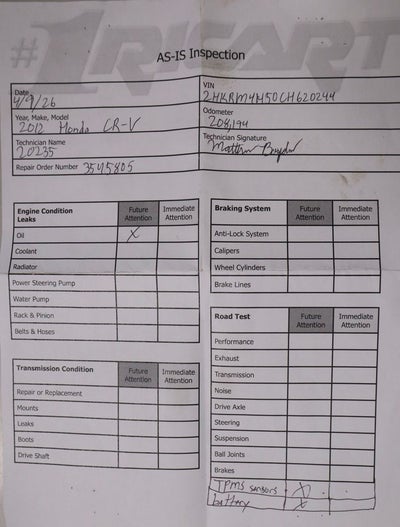 #1RICART
AS-IS Inspection
Date 4/9/26
VIN 2HKRM4H50CH620244
Year, Make, Model 2012 Honda CR-V
Odometer 208,194
Technician Name 20235
Technician Signature
Repair Order Number 3545805
Engine Condition Leaks Future Attention Immediate Attention
Oil X
Coolant
Radiator
Power Steering Pump
Water Pump
Rack & Pinion
Belts & Hoses
Transmission Condition Future Attention Immediate Attention
Repair or Replacement
Mounts
Leaks
Boots
Drive Shaft
Braking System Future Attention Immediate Attention
Anti-Lock System
Calipers
Wheel Cylinders
Brake Lines
Road Test Future Attention Immediate Attention
Performance
Exhaust
Transmission
Noise
Drive Axle
Steering
Suspension
Ball Joints
Brakes
TPMS sensors X
battery X